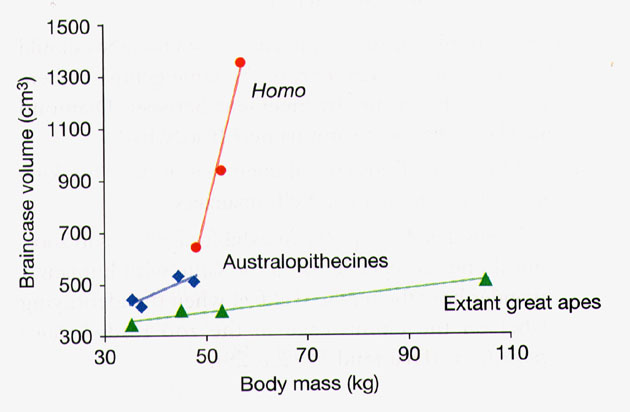 1500
1300
1100
900
700
500
300
Braincase volume (cm³)
Homo
Australopithecines
Extant great apes
30
50
70
90
110
Body mass (kg)